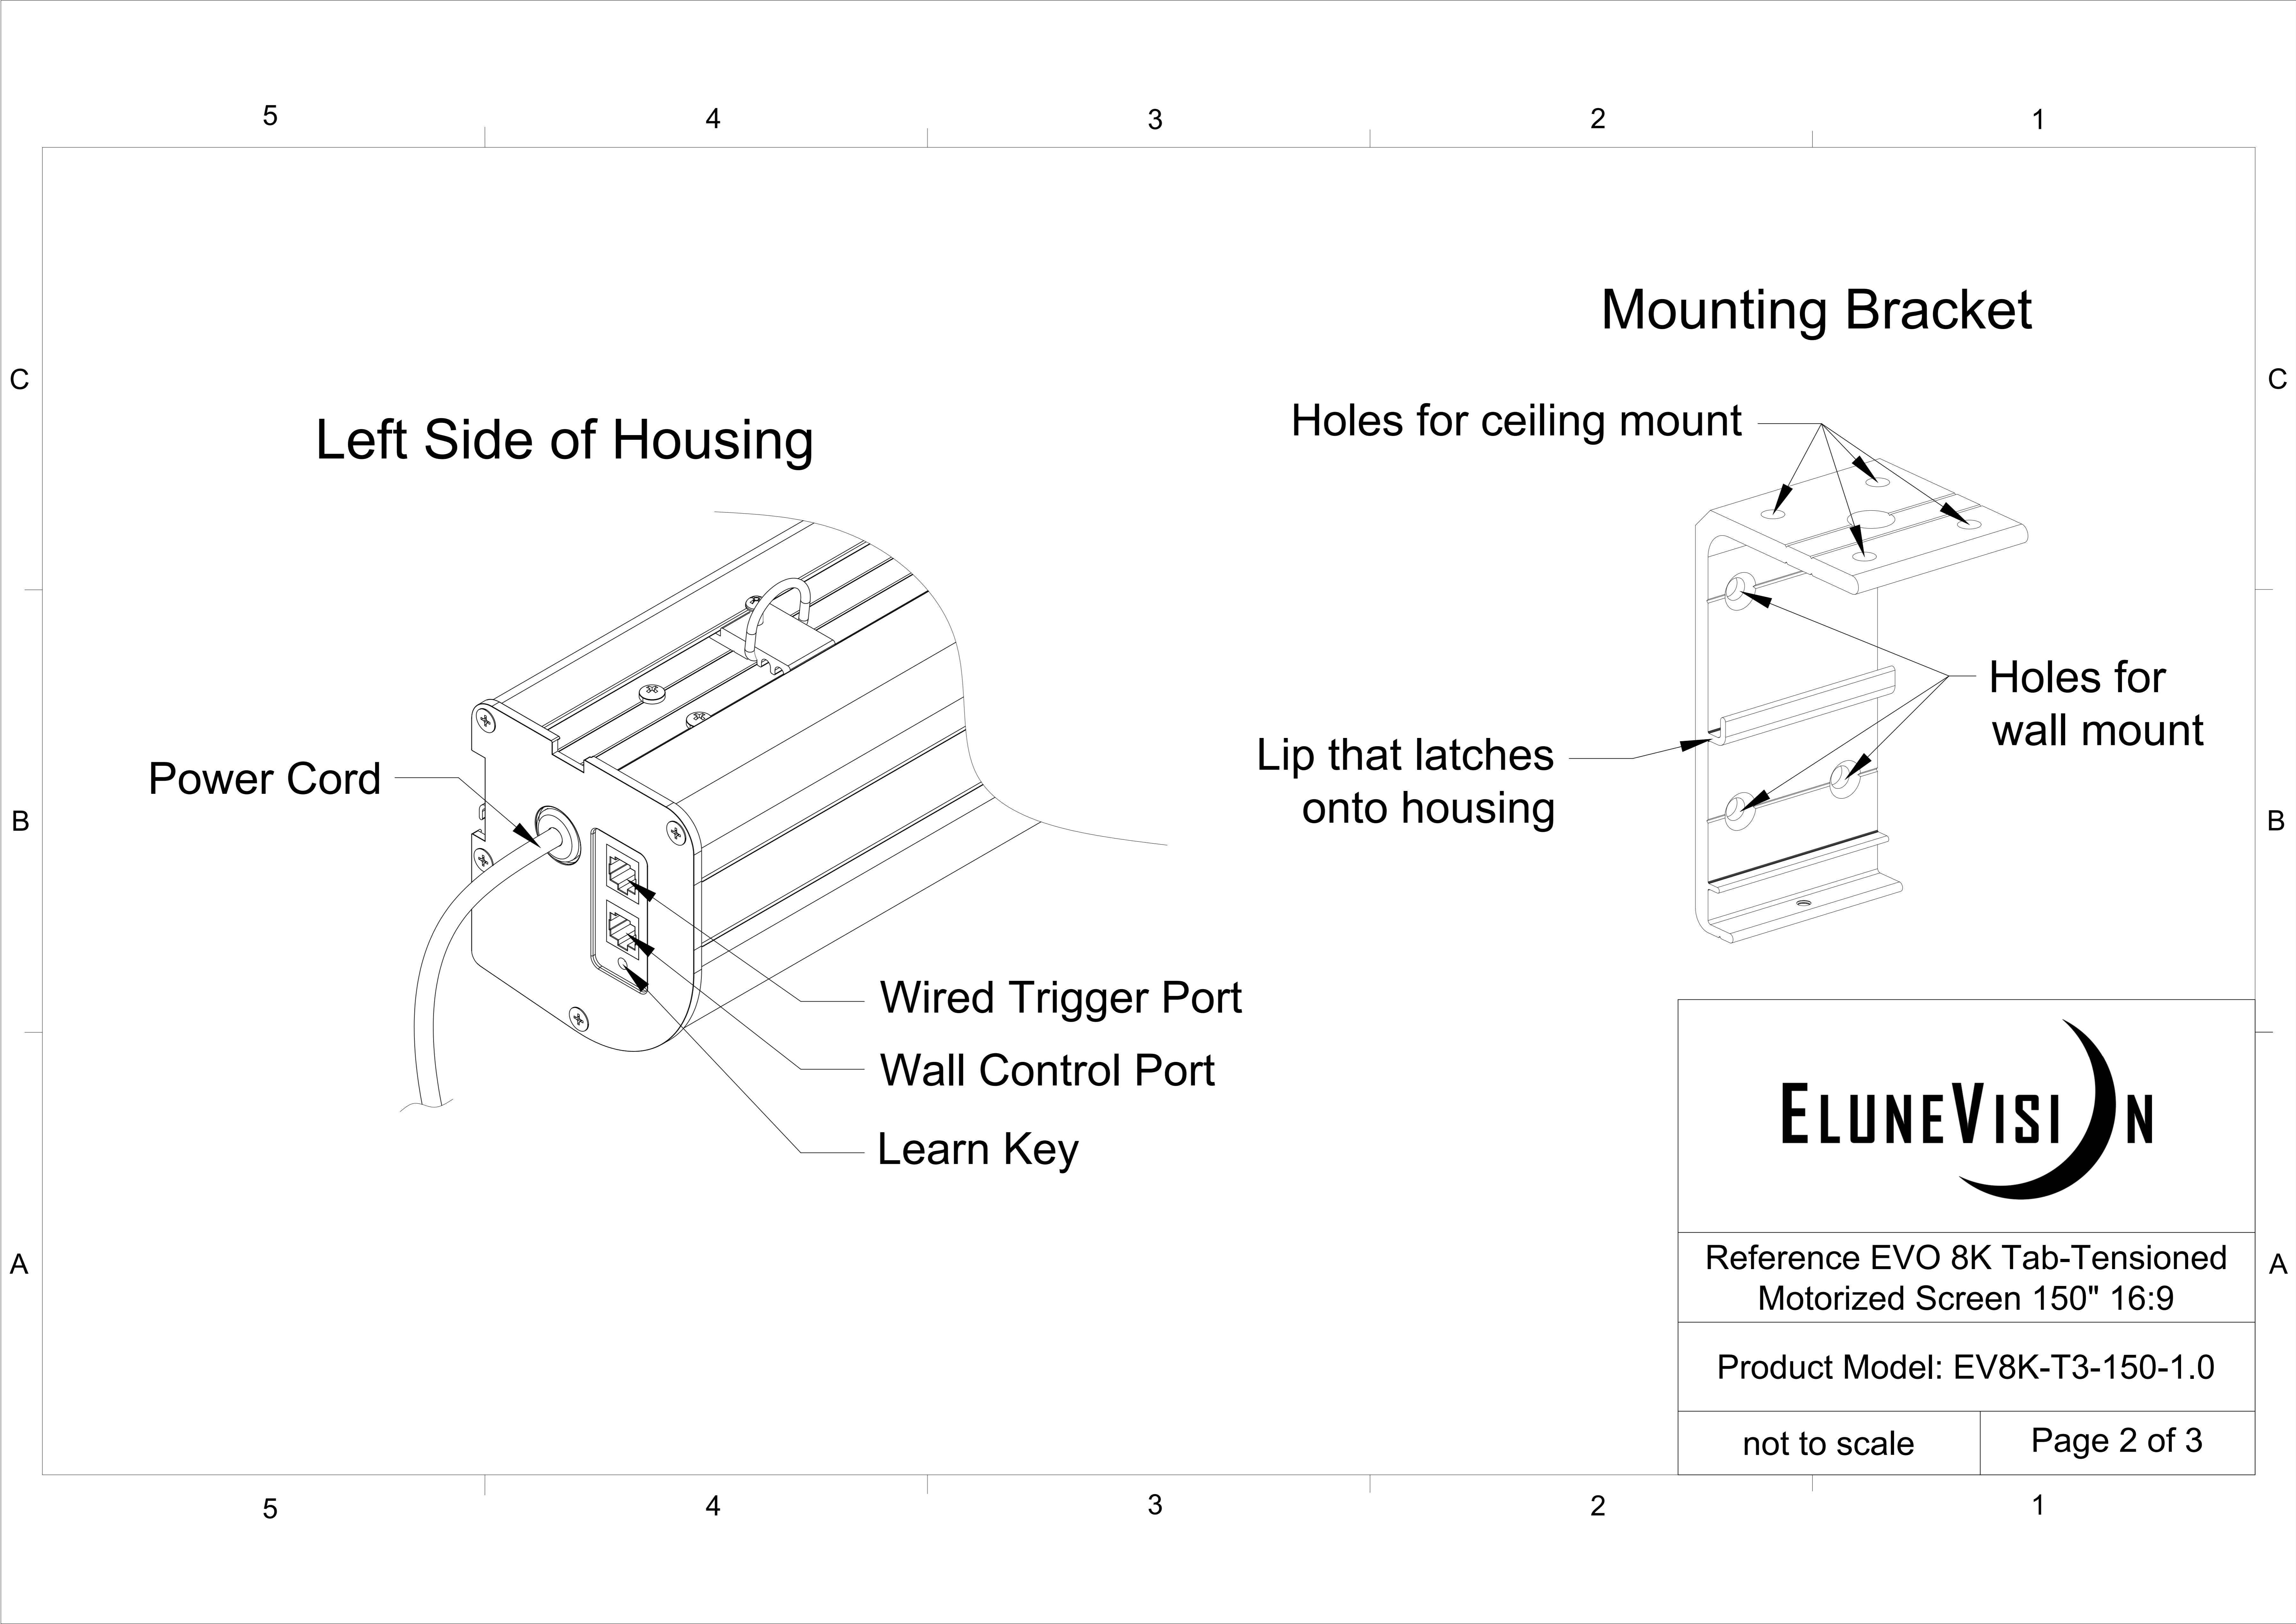 5 4 3 2 1
Mounting Bracket
C C
Holes for ceiling mount
Left Side of Housing
Holes for
wall mount
Lip that latches
onto housing
Power Cord
B B
Wired Trigger Port
Wall Control Port
Learn Key
ELUNEVISION
A A
Reference EVO 8K Tab-Tensioned
Motorized Screen 150" 16:9
Product Model: EV8K-T3-150-1.0
not to scale
Page 2 of 3
5 4 3 2 1